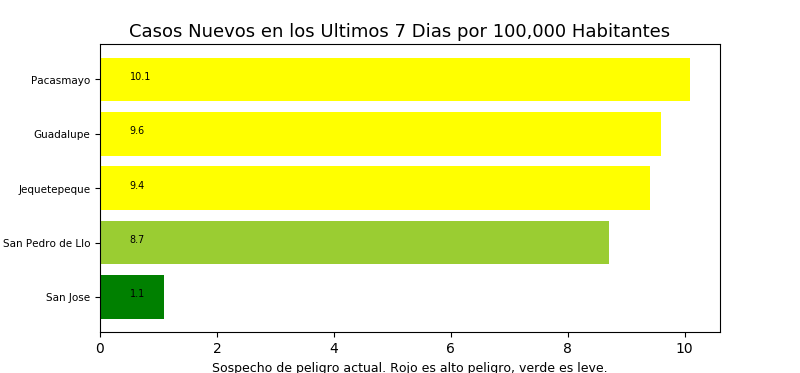 Casos Nuevos en los Ultimos 7 Dias por 100,000 Habitantes
Pacasmayo 10.1
Guadalupe 9.6
Jequetepeque 9.4
San Pedro de Llo 8.7
San Jose 1.1
0 2 4 6 8 10
Sospecho de peligro actual. Rojo es alto peligro, verde es leve.